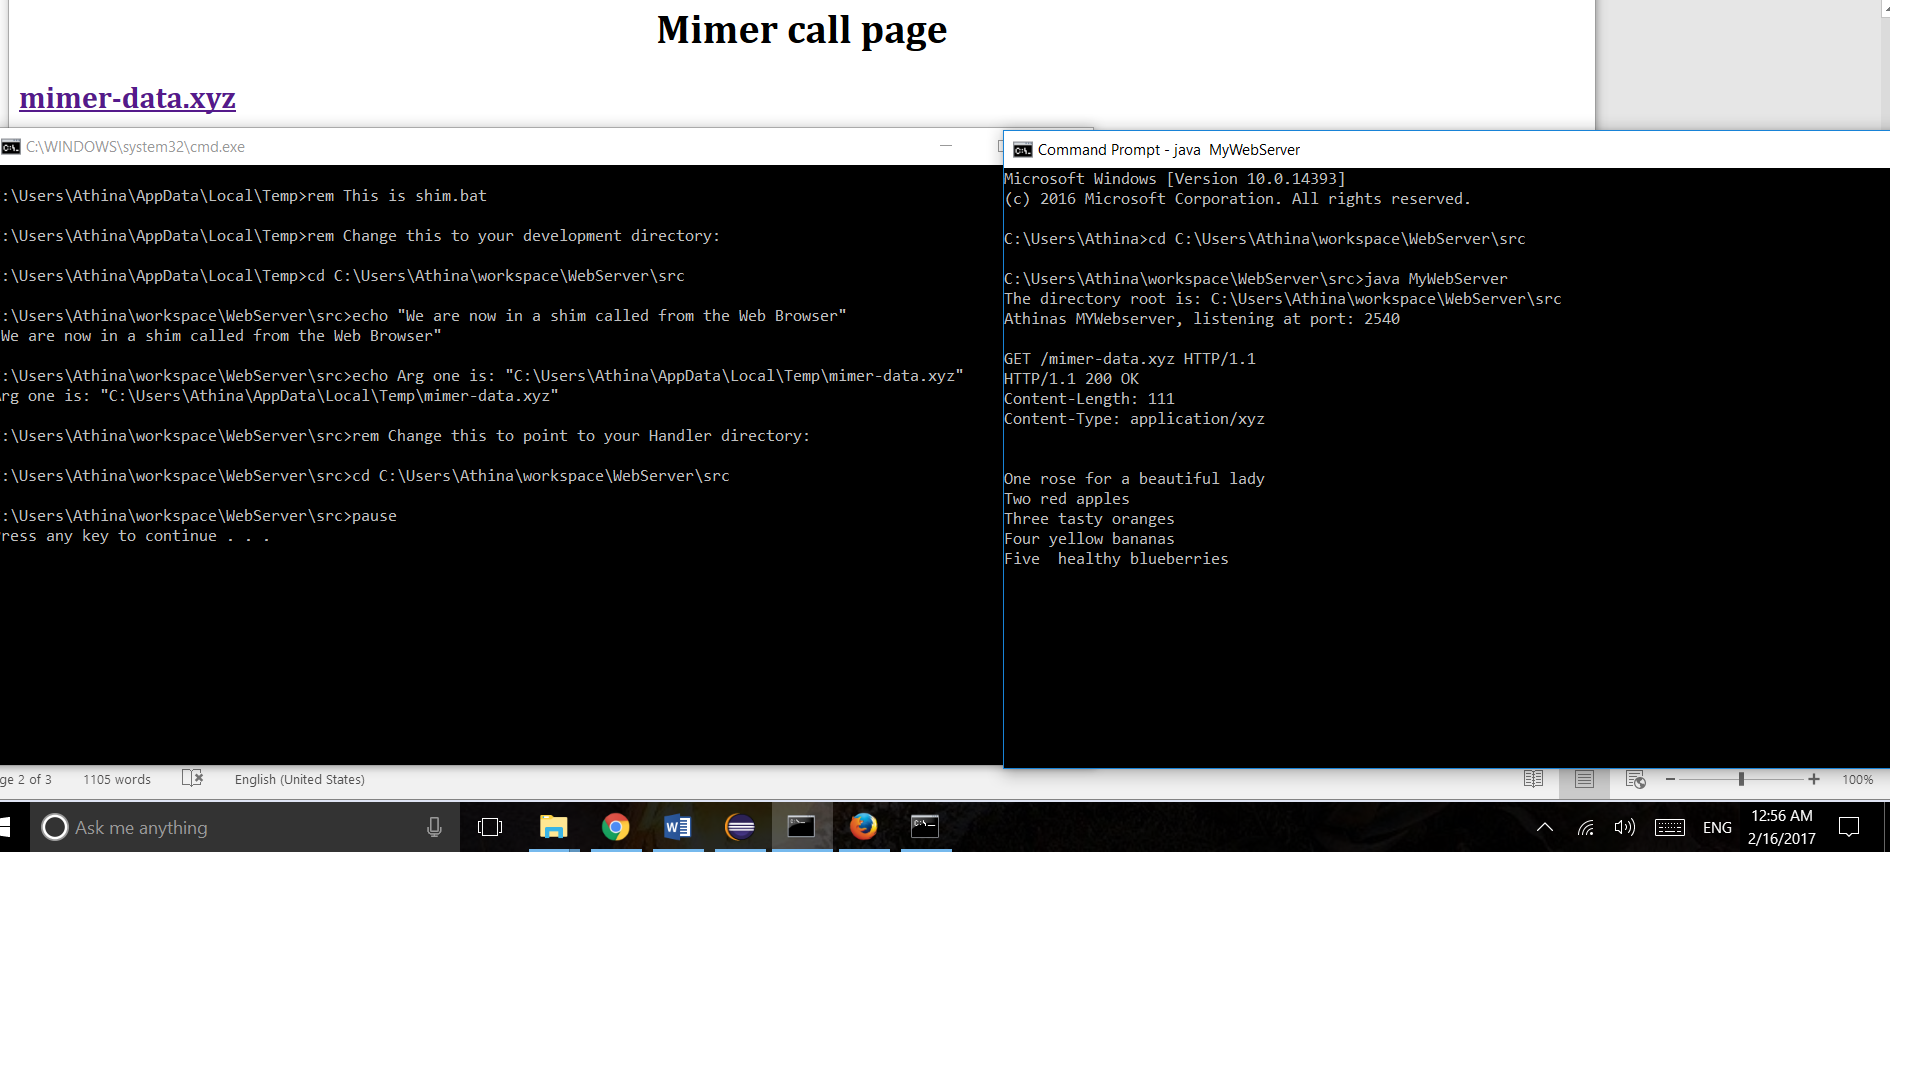 Mimer call page
mimer-data.xyz
C:\WINDOWS\system32\cmd.exe
:\Users\Athina\AppData\Local\Temp>rem This is shim.bat
:\Users\Athina\AppData\Local\Temp>rem Change this to your development directory:
:\Users\Athina\AppData\Local\Temp>cd C:\Users\Athina\workspace\WebServer\src
:\Users\Athina\workspace\WebServer\src>echo "We are now in a shim called from the Web Browser"
We are now in a shim called from the Web Browser"
:\Users\Athina\workspace\WebServer\src>echo Arg one is: "C:\Users\Athina\AppData\Local\Temp\mimer-data.xyz"
rg one is: "C:\Users\Athina\AppData\Local\Temp\mimer-data.xyz"
:\Users\Athina\workspace\WebServer\src>rem Change this to point to your Handler directory:
:\Users\Athina\workspace\WebServer\src>cd C:\Users\Athina\workspace\WebServer\src
:\Users\Athina\workspace\WebServer\src>pause
ress any key to continue . . .
Command Prompt - java  MyWebServer
Microsoft Windows [Version 10.0.14393]
(c) 2016 Microsoft Corporation. All rights reserved.
C:\Users\Athina>cd C:\Users\Athina\workspace\WebServer\src
C:\Users\Athina\workspace\WebServer\src>java MyWebServer
The directory root is: C:\Users\Athina\workspace\WebServer\src
Athinas MYWebserver, listening at port: 2540
GET /mimer-data.xyz HTTP/1.1
HTTP/1.1 200 OK
Content-Length: 111
Content-Type: application/xyz
One rose for a beautiful lady
Two red apples
Three tasty oranges
Four yellow bananas
Five  healthy blueberries
ge 2 of 3 1105 words English (United States) 100%
Ask me anything
ENG
12:56 AM
2/16/2017